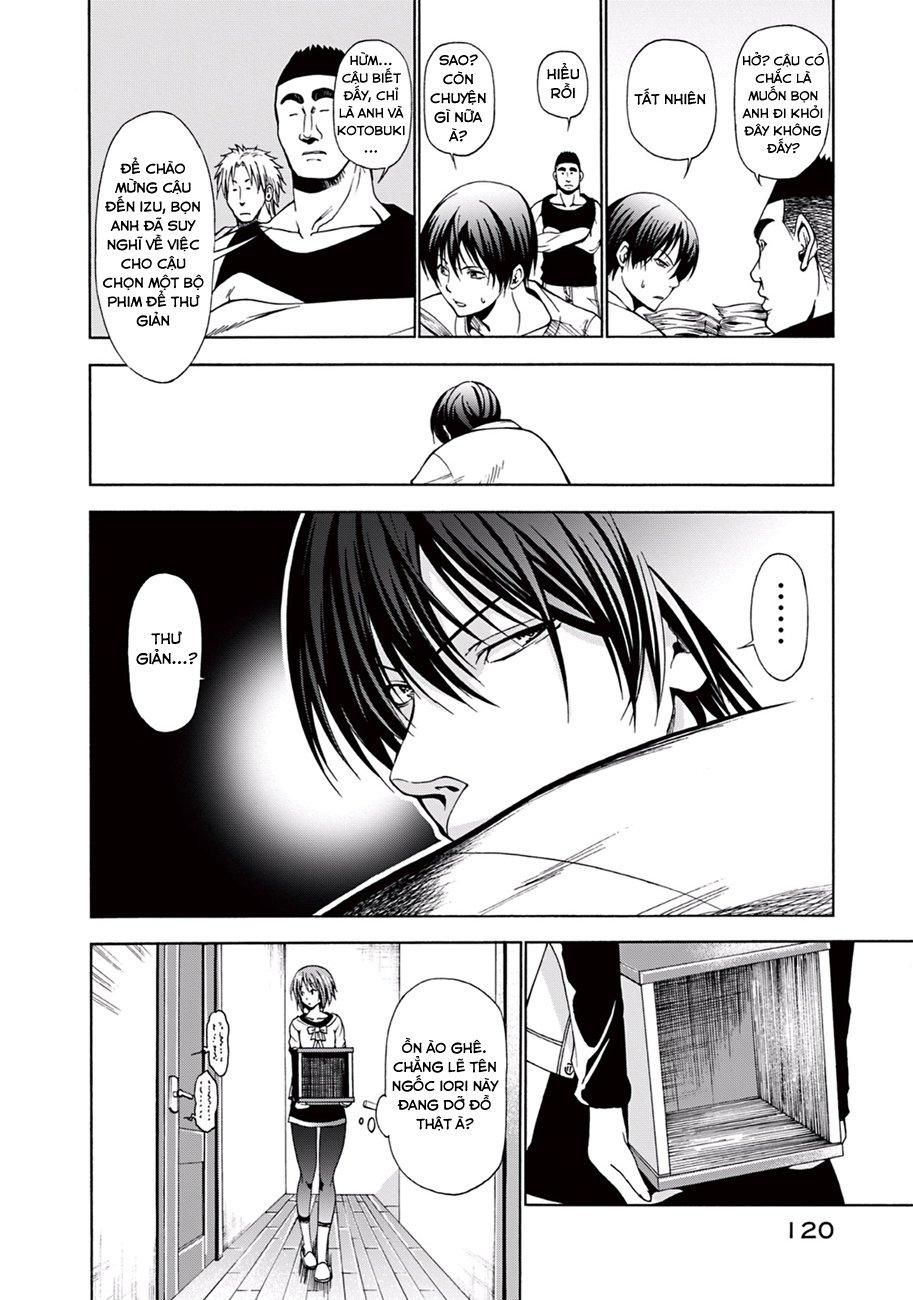 HỞ? CẬU CÓ
CHẮC LÀ
MUỐN BỌN
ANH ĐI KHỎI
ĐÂY KHÔNG
ĐẤY?
TẤT NHIÊN
HIỂU
RỒI
SAO?
CÒN
CHUYỆN
GÌ NỮA
À?
HỪM...
CẬU BIẾT
ĐẤY, CHỈ
LÀ ANH VÀ
KOTOBUKI
...
ĐỂ CHÀO
MỪNG CẬU
ĐẾN IZU, BỌN
ANH ĐÃ SUY
NGHĨ VỀ VIỆC
CHO CẬU
CHỌN MỘT BỘ
PHIM ĐỂ THƯ
GIÃN
......
THƯ
GIÃN...?
ỒN ÀO GHÊ.
CHẲNG LẼ TÊN
NGỐC IORI NÀY
ĐANG DỠ ĐỒ
THẬT À?
120